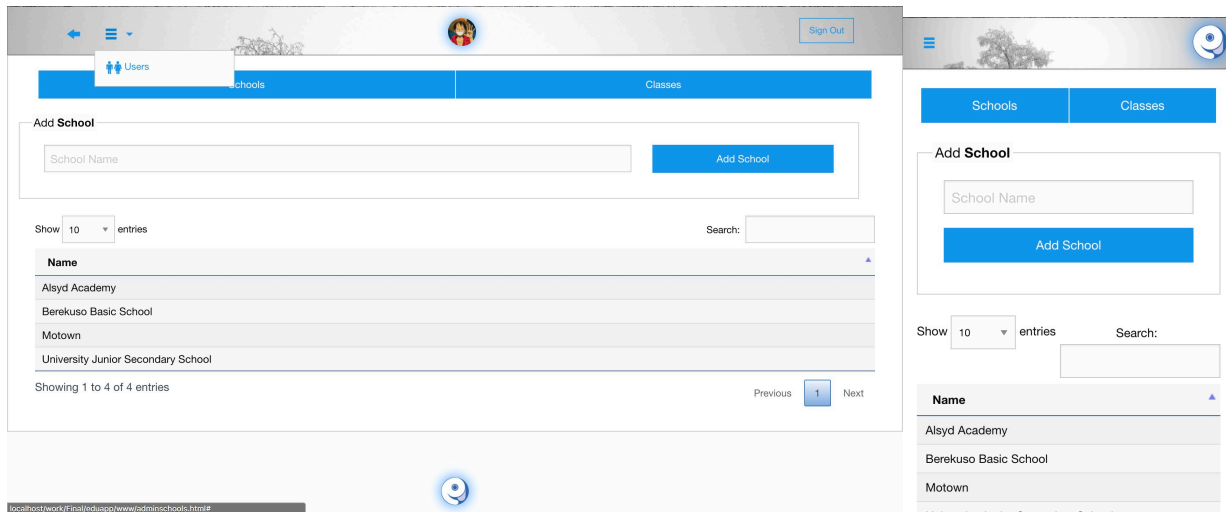 Sign Out
Users
Schools
Classes
Add School
School Name
Add School
Show 10 entries
Search:
Name
Alsyd Academy
Berekuso Basic School
Motown
University Junior Secondary School
Showing 1 to 4 of 4 entries
Previous 1 Next
localhost/work/Final/eduapp/www/adminschools.html#
Schools
Classes
Add School
School Name
Add School
Show 10 entries
Search:
Name
Alsyd Academy
Berekuso Basic School
Motown